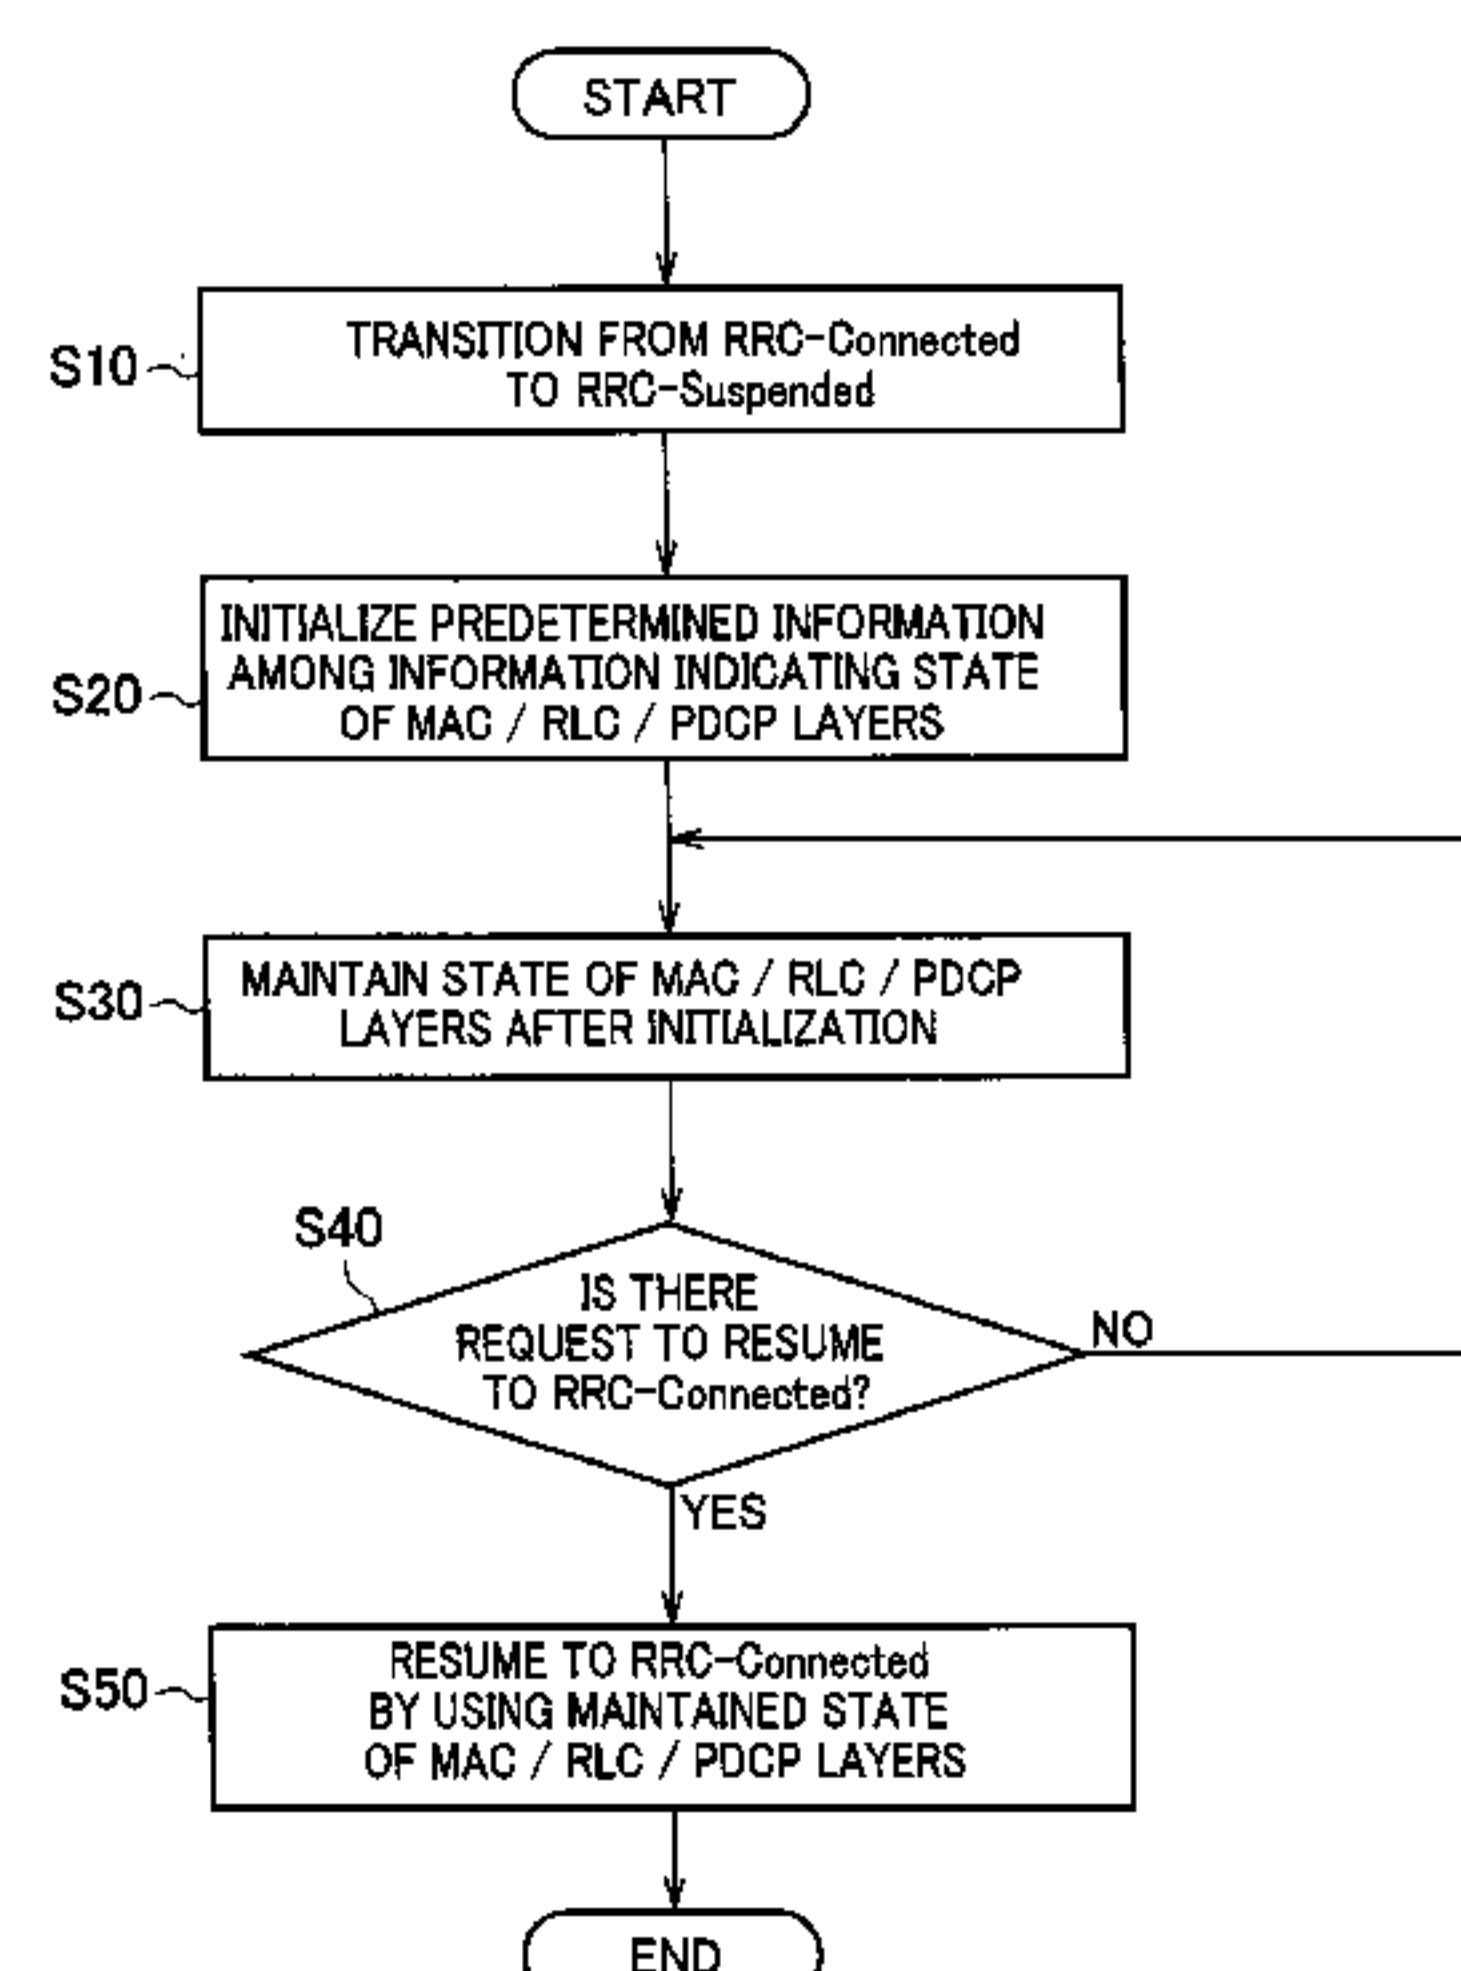 START
S10
TRANSITION FROM RRC-Connected
TO RRC-Suspended
S20
INITIALIZE PREDETERMINED INFORMATION
AMONG INFORMATION INDICATING STATE
OF MAC / RLC / PDCP LAYERS
S30
MAINTAIN STATE OF MAC / RLC / PDCP
LAYERS AFTER INITIALIZATION
S40
IS THERE
REQUEST TO RESUME
TO RRC-Connected?
NO
YES
S50
RESUME TO RRC-Connected
BY USING MAINTAINED STATE
OF MAC / RLC / PDCP LAYERS
END